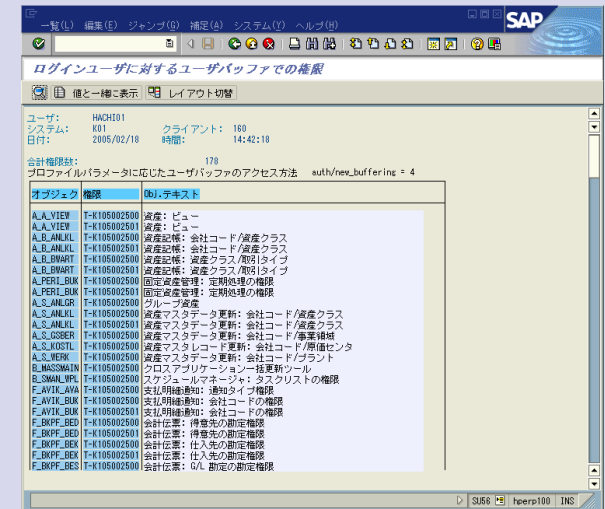 一覧(L) 編集(E) ジャンプ(G) 補足(A) システム(Y) ヘルプ(H)
SAP
ログインユーザに対するユーザバッファでの権限
値と一緒に表示 レイアウト切替
ユーザ: HACHI01
システム: K01 クライアント: 160
日付: 2005/02/18 時間: 14:42:18
合計権限数: 178
プロファイルパラメータに応じたユーザバッファのアクセス方法 auth/new_buffering = 4
オブジェク 権限 Obj.テキスト
A_A_VIEW T-K105002500 資産: ビュー
A_A_VIEW T-K105002501 資産: ビュー
A_B_ANLKL T-K105002500 資産記帳: 会社コード/資産クラス
A_B_ANLKL T-K105002501 資産記帳: 会社コード/資産クラス
A_B_BWART T-K105002500 資産記帳: 資産クラス/取引タイプ
A_B_BWART T-K105002501 資産記帳: 資産クラス/取引タイプ
A_PERI_BUK T-K105002500 固定資産管理: 定期処理の権限
A_PERI_BUK T-K105002501 固定資産管理: 定期処理の権限
A_S_ANLGR T-K105002500 グループ資産
A_S_ANLKL T-K105002500 資産マスタデータ更新: 会社コード/資産クラス
A_S_ANLKL T-K105002501 資産マスタデータ更新: 会社コード/資産クラス
A_S_GSBER T-K105002500 資産マスタデータ更新: 会社コード/事業領域
A_S_KOSTL T-K105002500 資産マスタレコード更新: 会社コード/原価センタ
A_S_WERK T-K105002500 資産マスタデータ更新: 会社コード/プラント
B_MASSMAIN T-K105002500 クロスアプリケーション一括更新ツール
B_SMAN_WPL T-K105002500 スケジュールマネージャ: タスクリストの権限
F_AVIK_AVA T-K105002500 支払明細通知: 通知タイプ権限
F_AVIK_BUK T-K105002500 支払明細通知: 会社コードの権限
F_AVIK_BUK T-K105002501 支払明細通知: 会社コードの権限
F_BKPF_BED T-K105002500 会計伝票: 得意先の勘定権限
F_BKPF_BED T-K105002501 会計伝票: 得意先の勘定権限
F_BKPF_BEK T-K105002500 会計伝票: 仕入先の勘定権限
F_BKPF_BEK T-K105002501 会計伝票: 仕入先の勘定権限
F_BKPF_BES T-K105002500 会計伝票: G/L 勘定の勘定権限
SU56 hperp100 INS